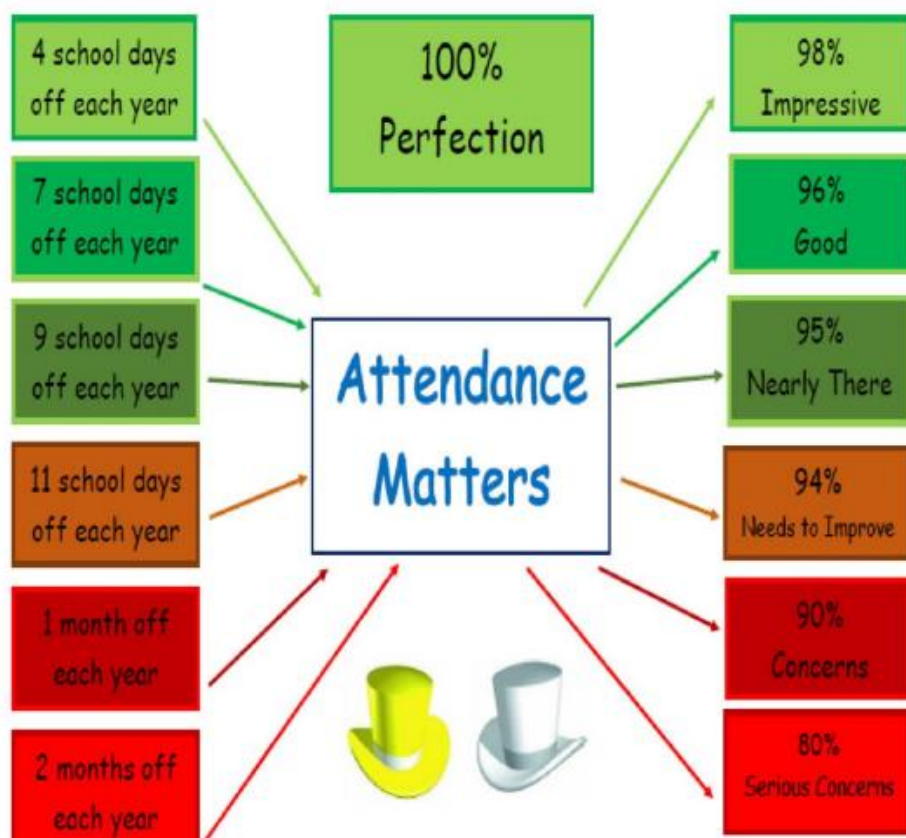 4 school days
off each year
7 school days
off each year
9 school days
off each year
11 school days
off each year
1 month off
each year
2 months off
each year
100%
Perfection
Attendance
Matters
98%
Impressive
96%
Good
95%
Nearly There
94%
Needs to Improve
90%
Concerns
80%
Serious Concerns